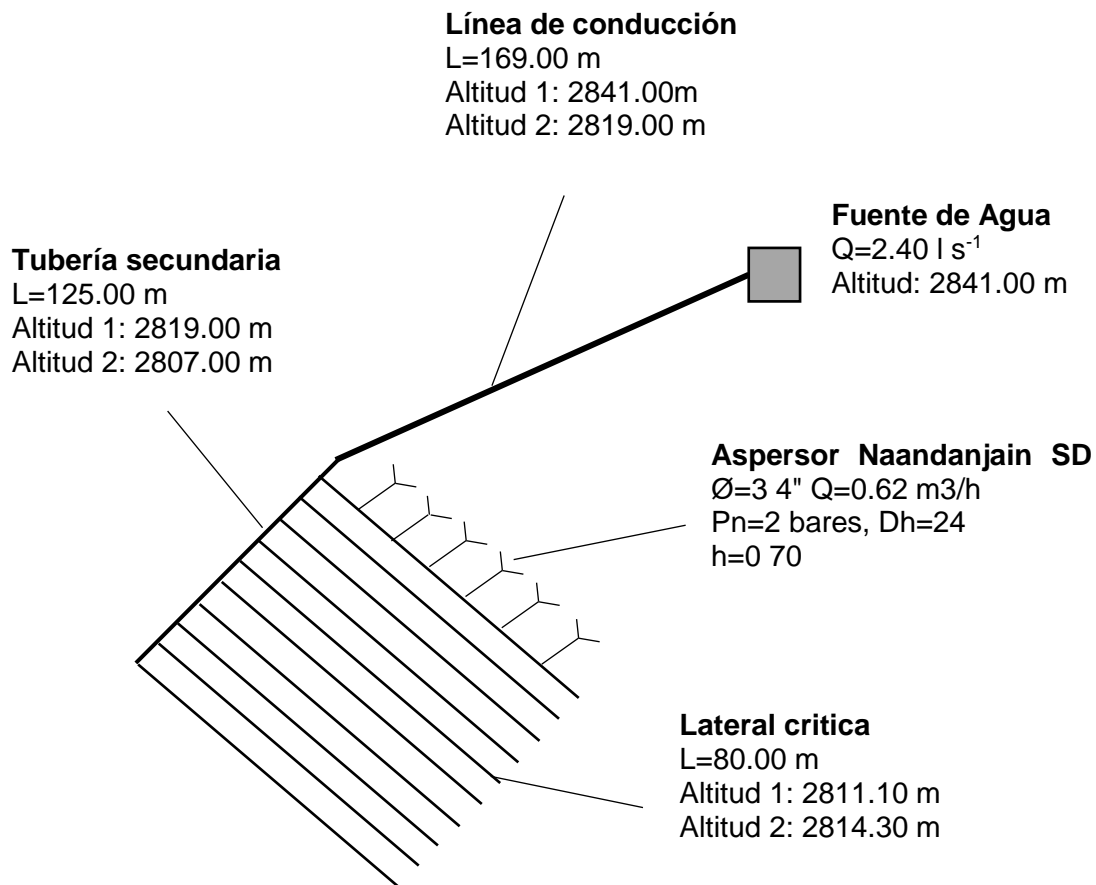 Línea de conducción
L=169.00 m
Altitud 1: 2841.00m
Altitud 2: 2819.00 m
Fuente de Agua
Q=2.40 l s-1
Altitud: 2841.00 m
Tubería secundaria
L=125.00 m
Altitud 1: 2819.00 m
Altitud 2: 2807.00 m
Aspersor Naandanjain SD
Ø=3 4" Q=0.62 m3/h
Pn=2 bares, Dh=24
h=0 70
Lateral critica
L=80.00 m
Altitud 1: 2811.10 m
Altitud 2: 2814.30 m